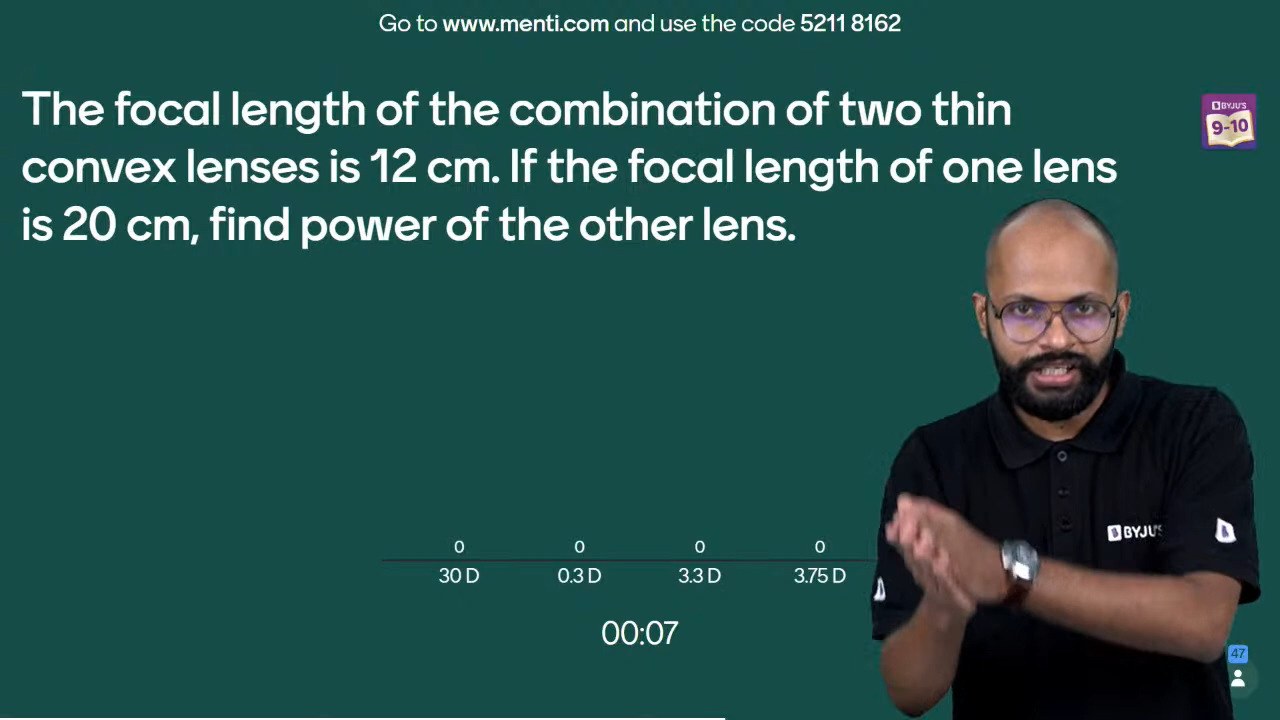 Go to www.menti.com and use the code 5211 8162
The focal length of the combination of two thin
convex lenses is 12 cm. If the focal length of one lens
is 20 cm, find power of the other lens.
BYJU'S
9-10
BYJU'S
0 0 0 0
30 D 0.3 D 3.3 D 3.75 D
00:07
47